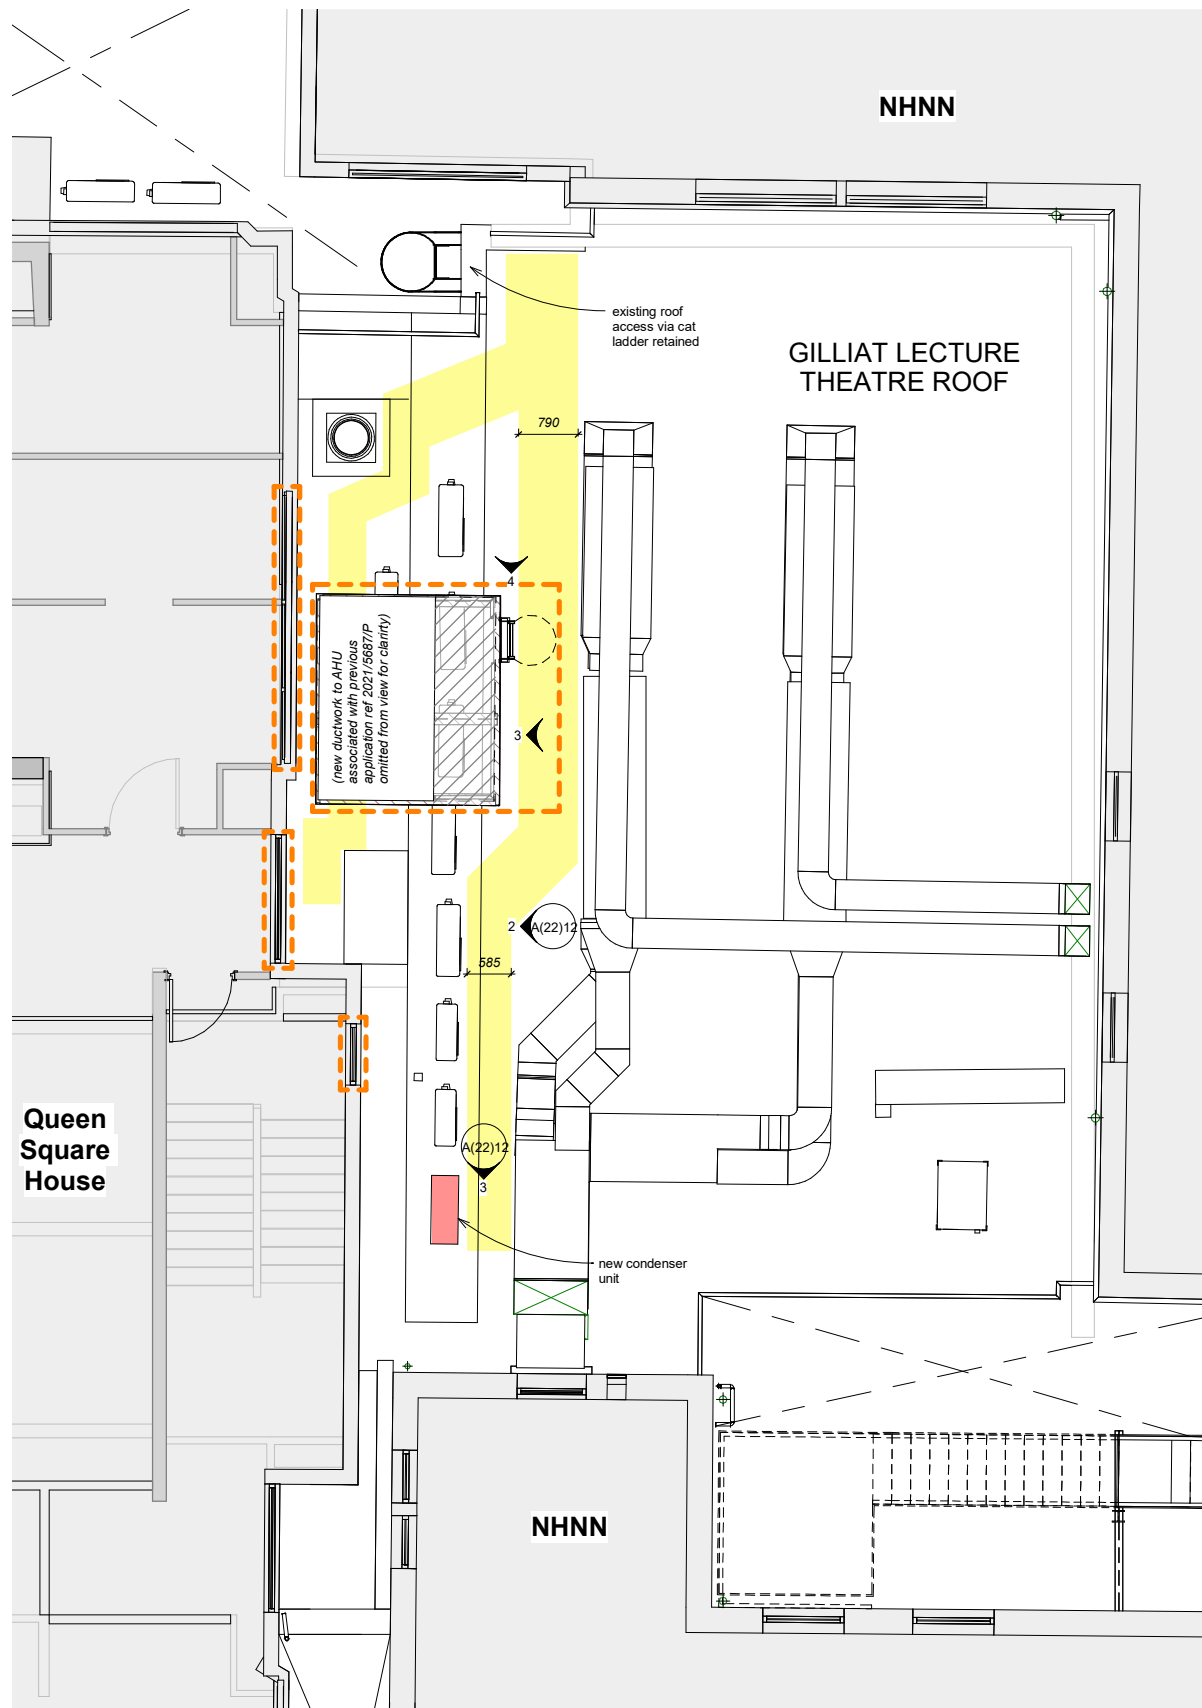 NHNN
existing roof
access via cat
ladder retained
GILLIAT LECTURE
THEATRE ROOF
790
4
(new ductwork to AHU
associated with previous
application ref 2021/5687/P
omitted from view for clarirty)
3
2
A(22)12
585
Queen
Square
House
A(22)12
3
new condenser
unit
NHNN